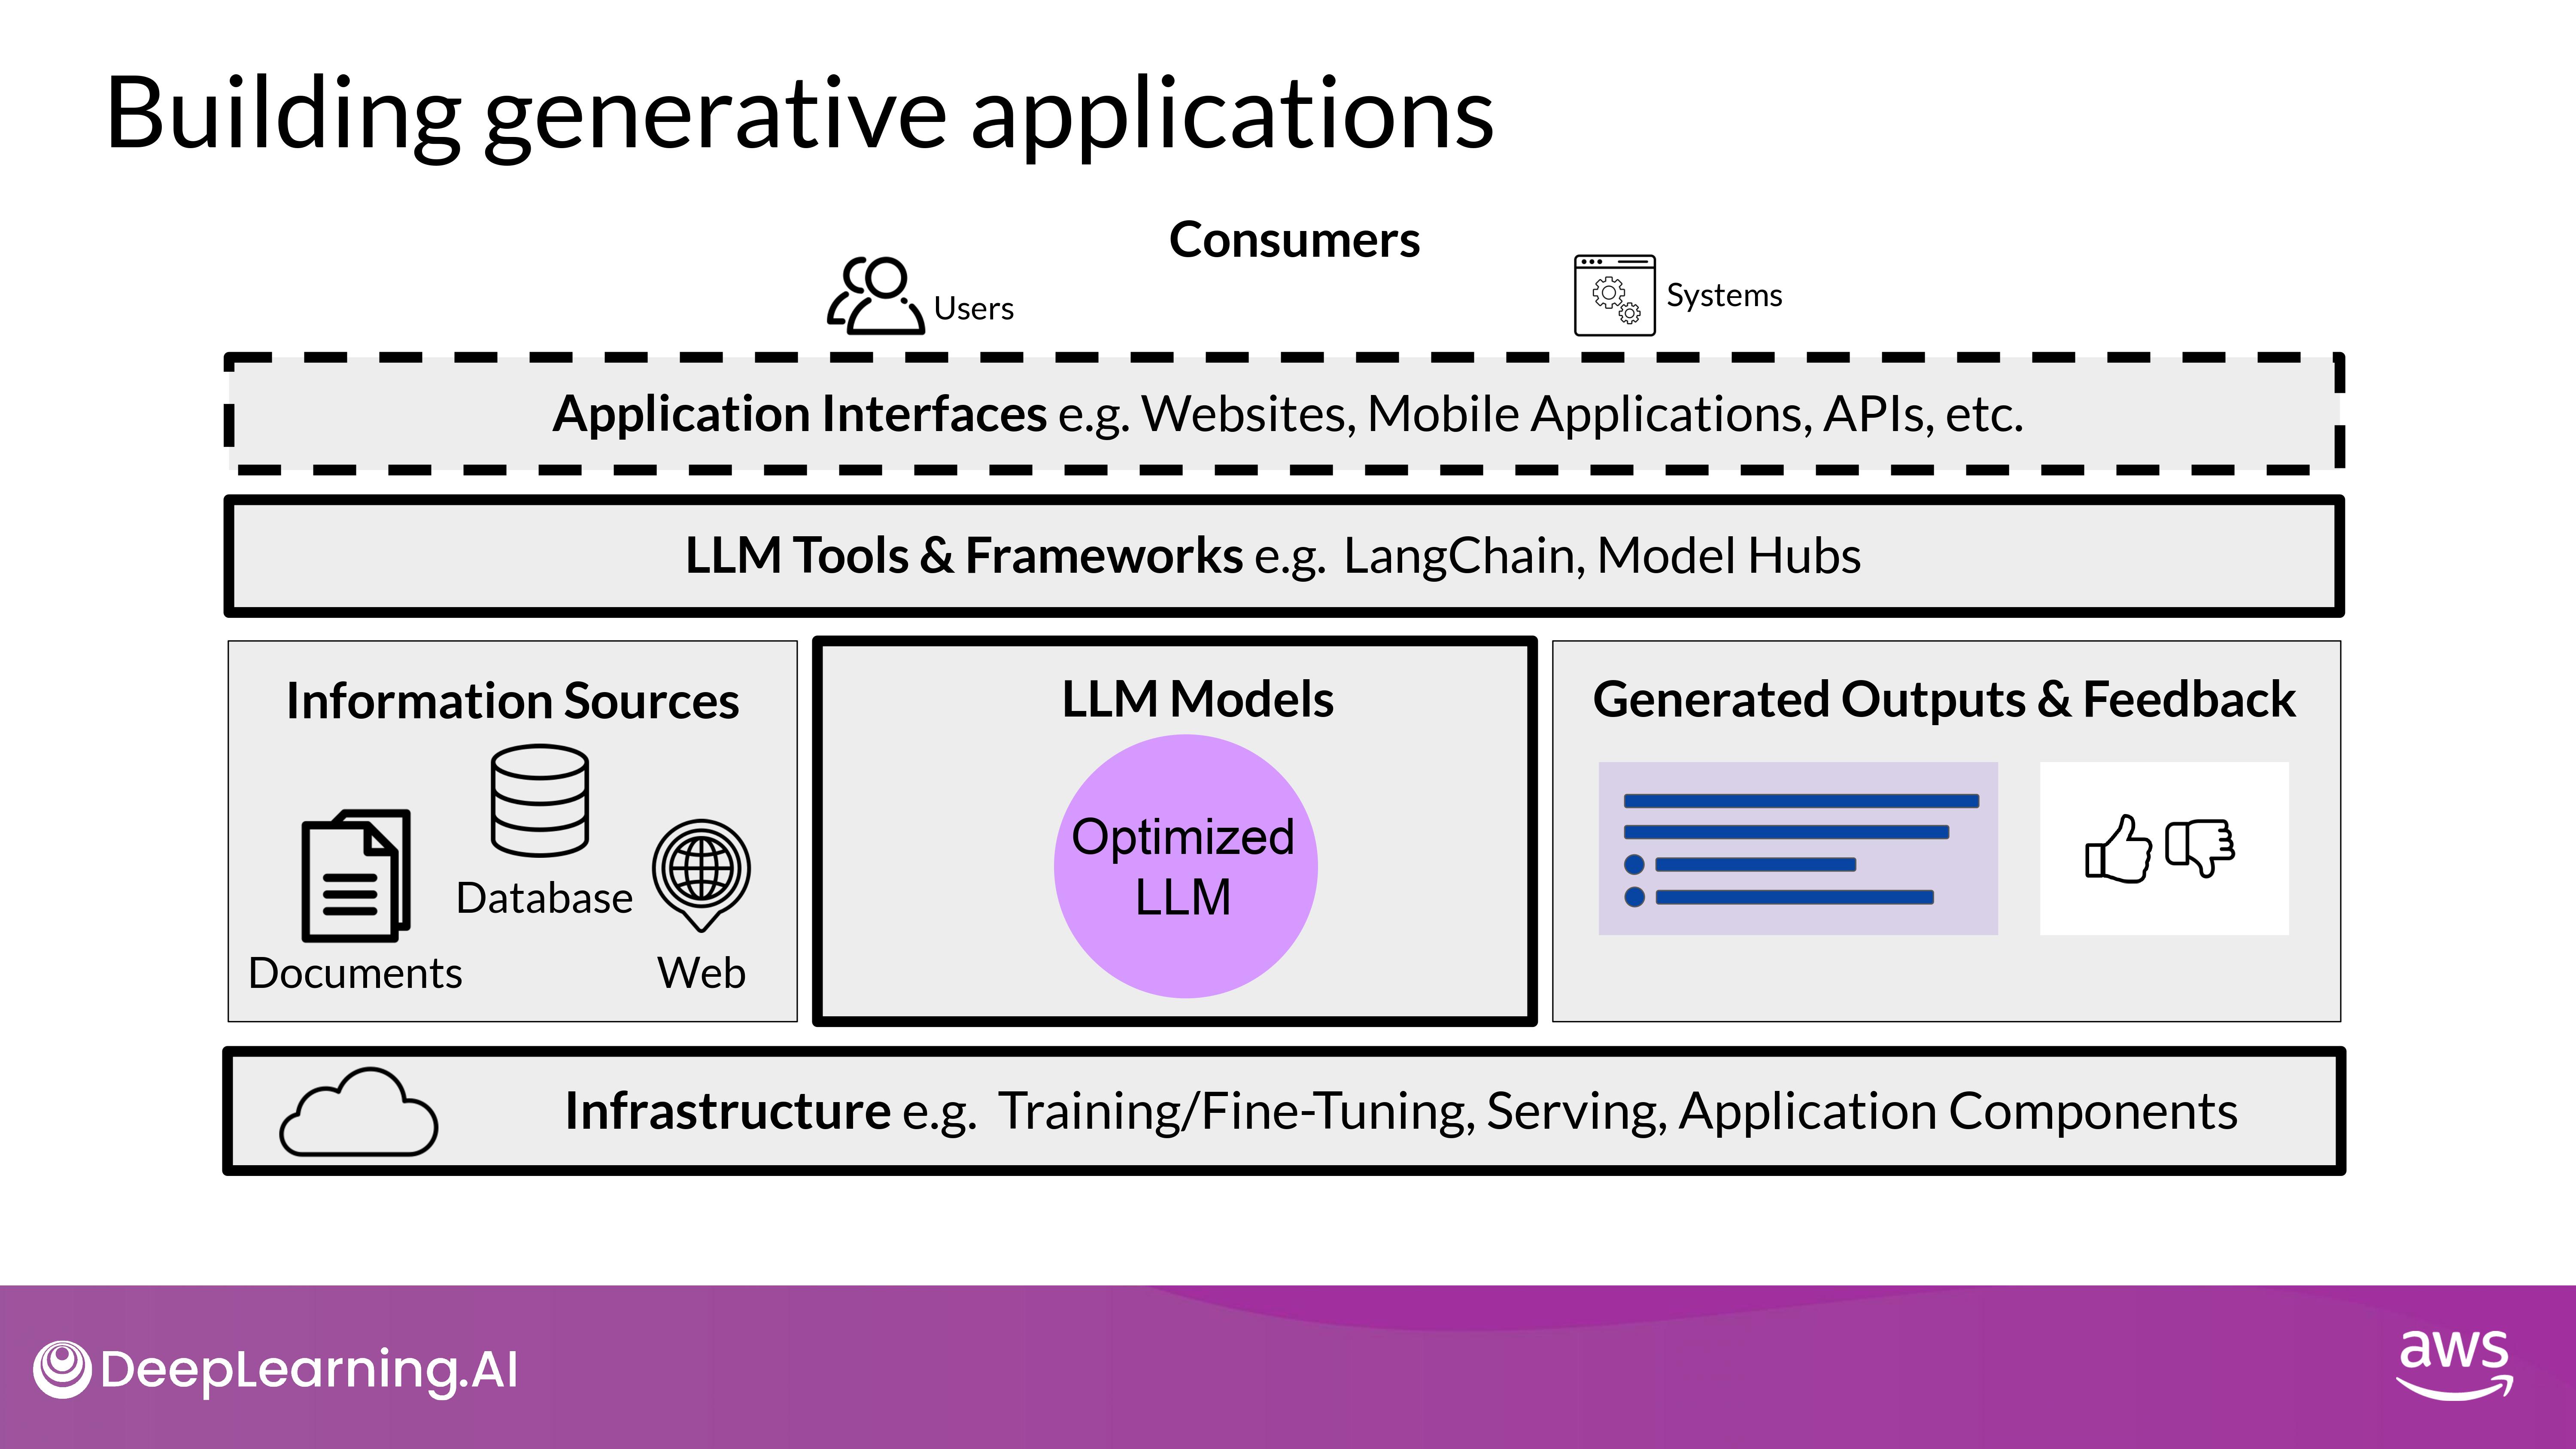 Building generative applications
Consumers
Users
Systems
Application Interfaces e.g. Websites, Mobile Applications, APIs, etc.
LLM Tools & Frameworks e.g. LangChain, Model Hubs
Information Sources
Database
Documents
Web
LLM Models
Optimized
LLM
Generated Outputs & Feedback
Infrastructure e.g. Training/Fine-Tuning, Serving, Application Components
DeepLearning.AI
aws